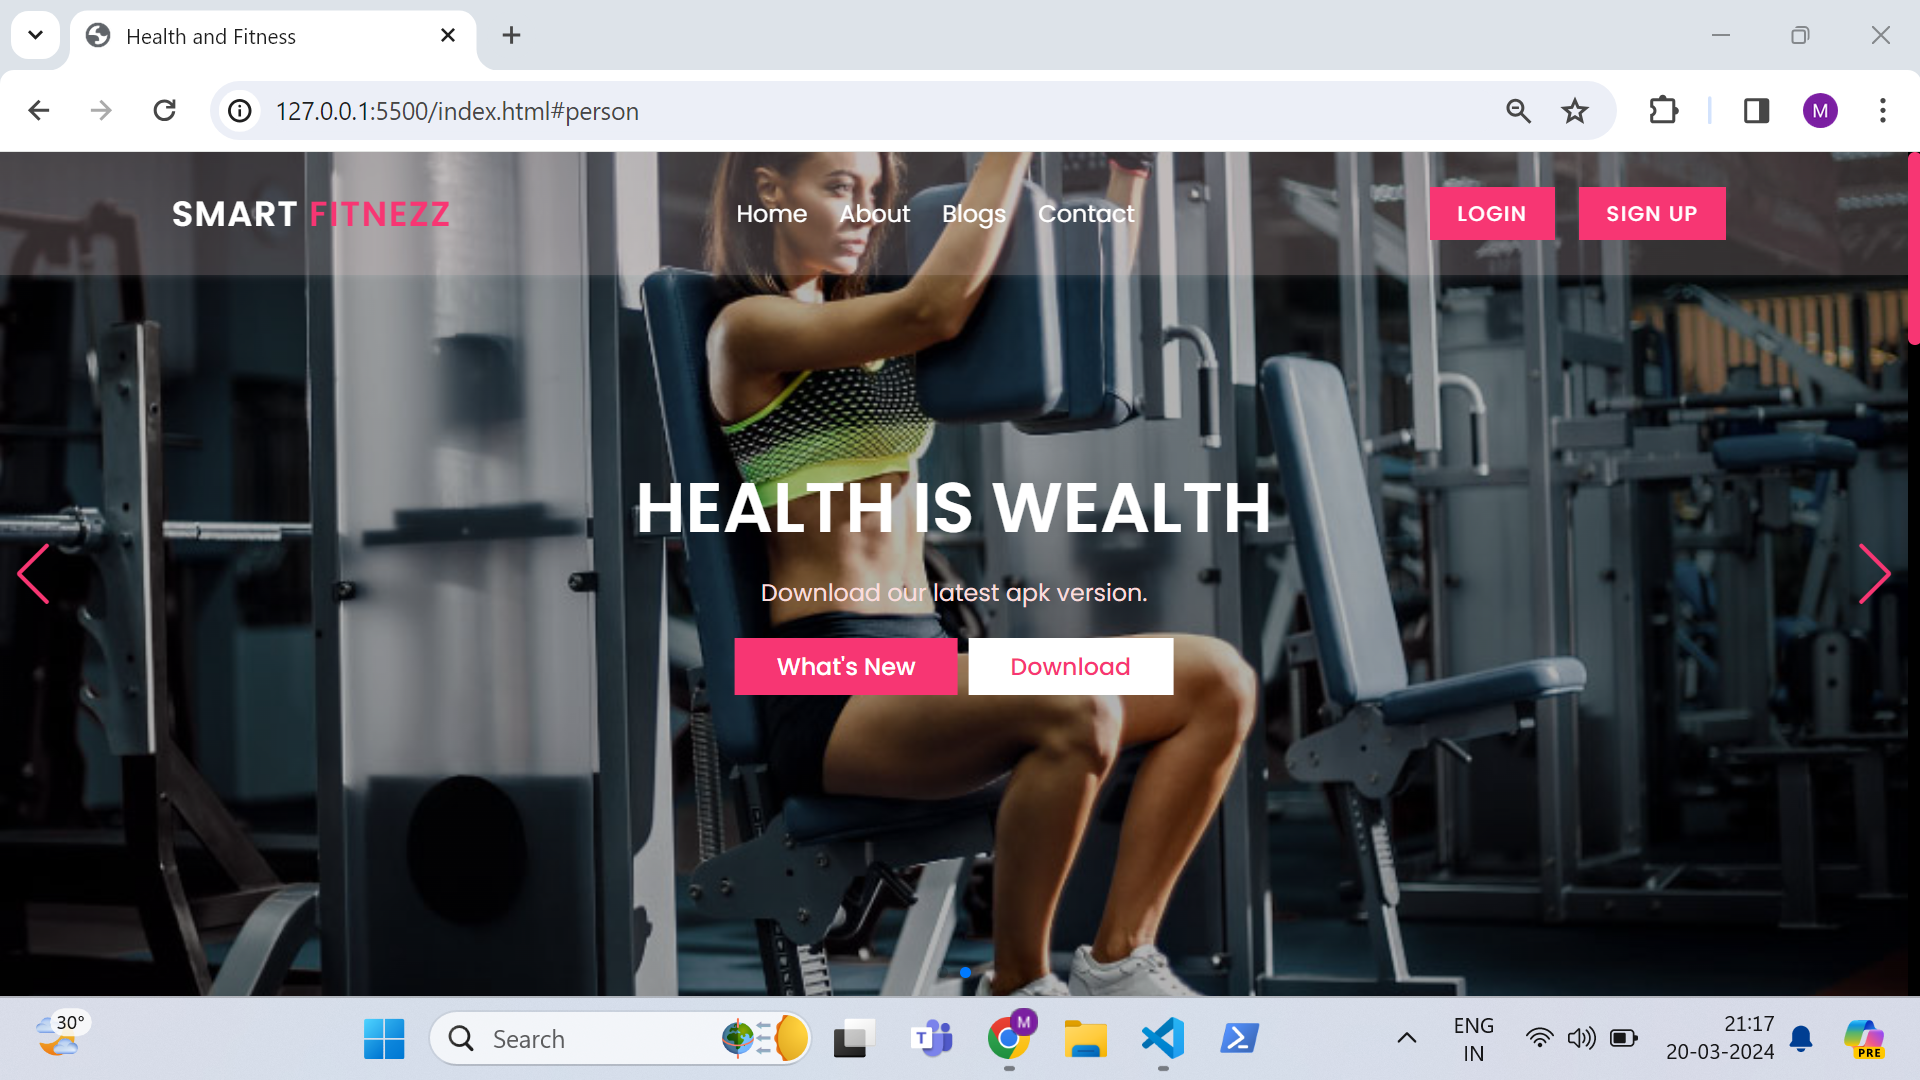 Health and Fitness
127.0.0.1:5500/index.html#person
M
SMART FITNEZZ
Home About Blogs Contact
LOGIN SIGN UP
HEALTH IS WEALTH
Download our latest apk version.
What's New Download
30°
Search
T
M
ENG
IN
21:17
20-03-2024
PRE